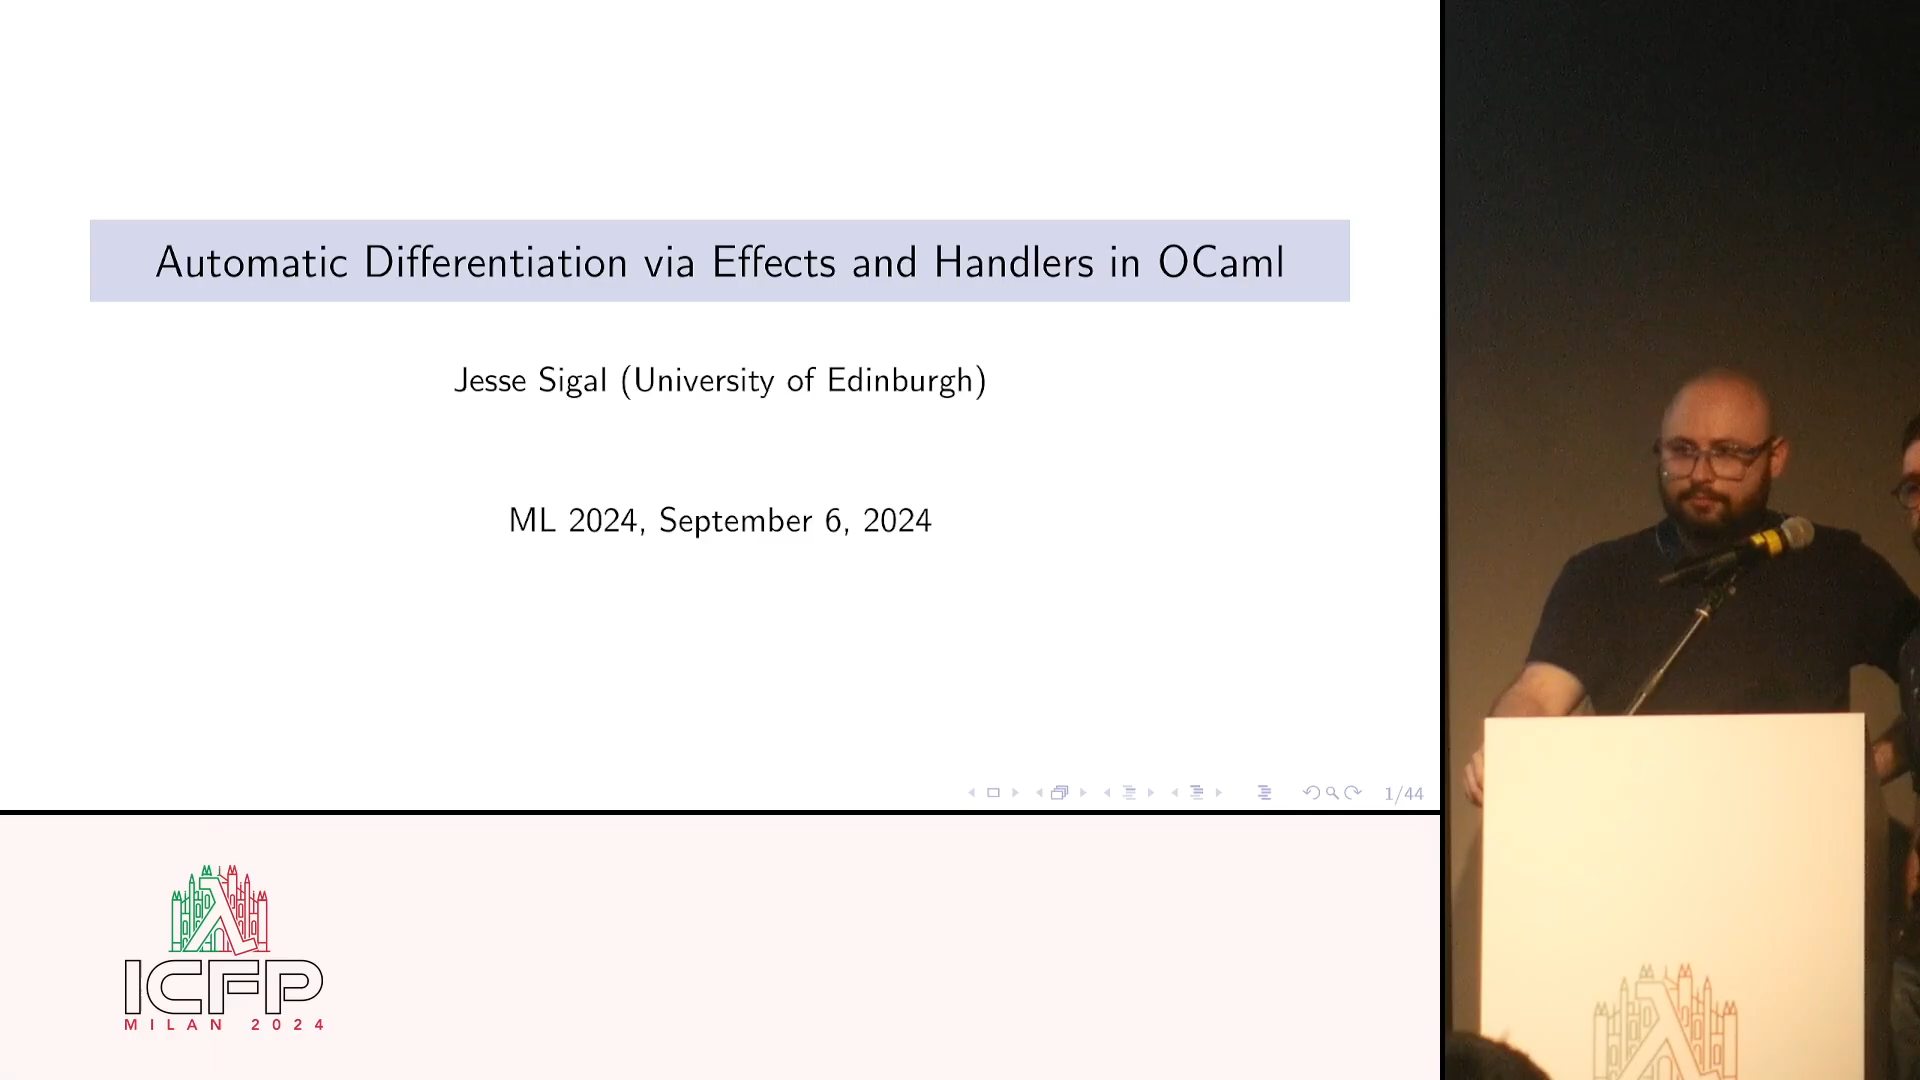 Automatic Differentiation via Effects and Handlers in OCaml
Jesse Sigal (University of Edinburgh)
ML 2024, September 6, 2024
1/44
ICFP
MILAN 2024